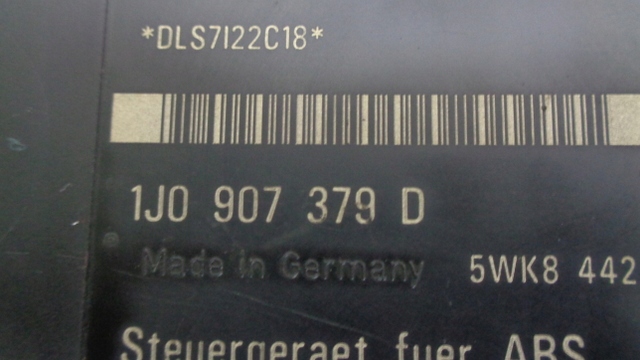 *DLS7I22C18*
1J0 907 379 D
Made in Germany 5WK8 442
Steuergeraet fuer ABS